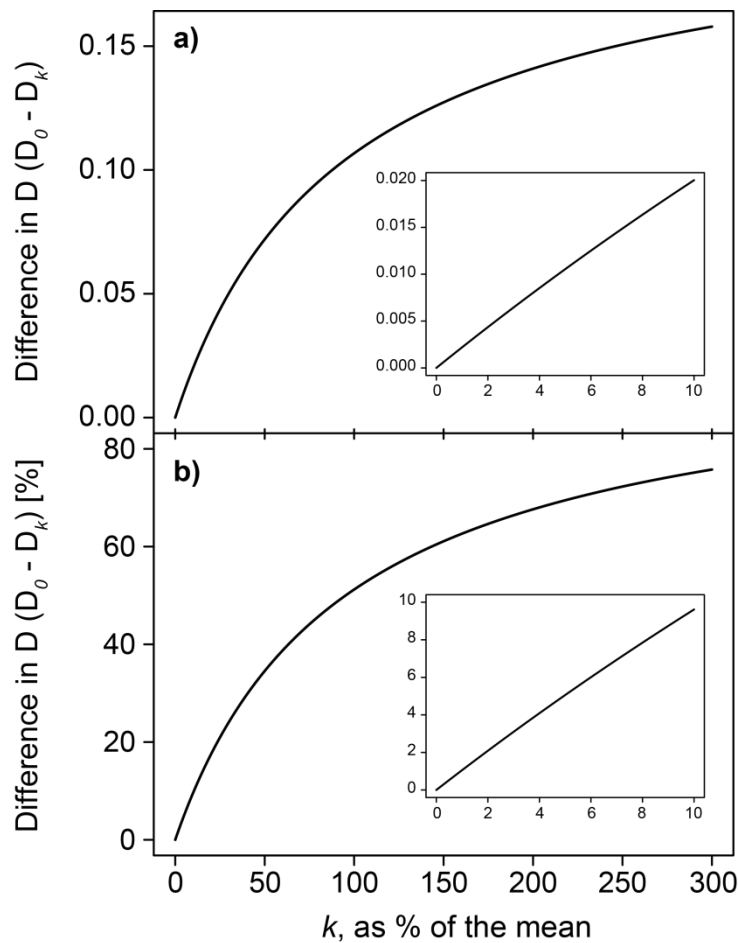 a)
Difference in D (D0 - Dk)
0.15
0.10
0.05
0.00
0.020
0.015
0.010
0.005
0.000
0 2 4 6 8 10
b)
Difference in D (D0 - Dk) [%]
80
60
40
20
0
10
8
6
4
2
0
0 2 4 6 8 10
0 50 100 150 200 250 300
k, as % of the mean